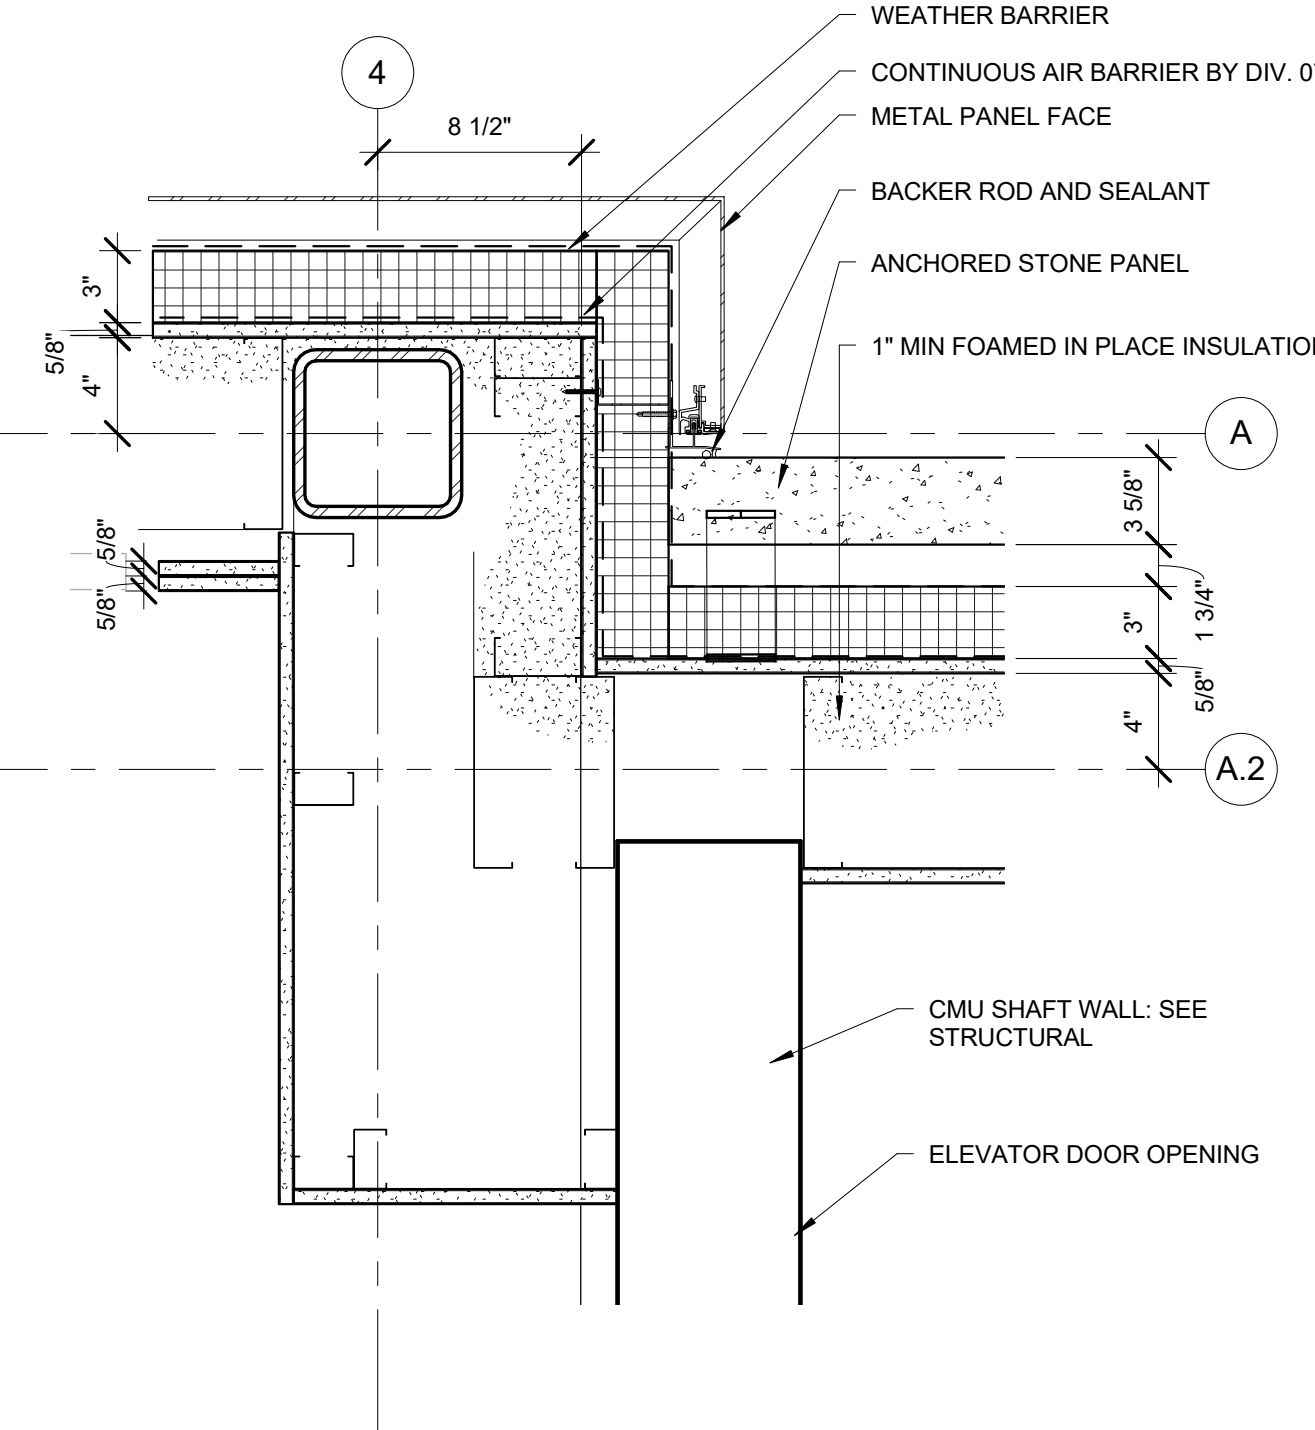 WEATHER BARRIER
4
CONTINUOUS AIR BARRIER BY DIV. 07
METAL PANEL FACE
8 1/2"
BACKER ROD AND SEALANT
ANCHORED STONE PANEL
3"
5/8"
4"
1" MIN FOAMED IN PLACE INSULATION
A
3 5/8"
5/8"
5/8"
1 3/4"
3"
5/8"
4"
A.2
CMU SHAFT WALL: SEE
STRUCTURAL
ELEVATOR DOOR OPENING